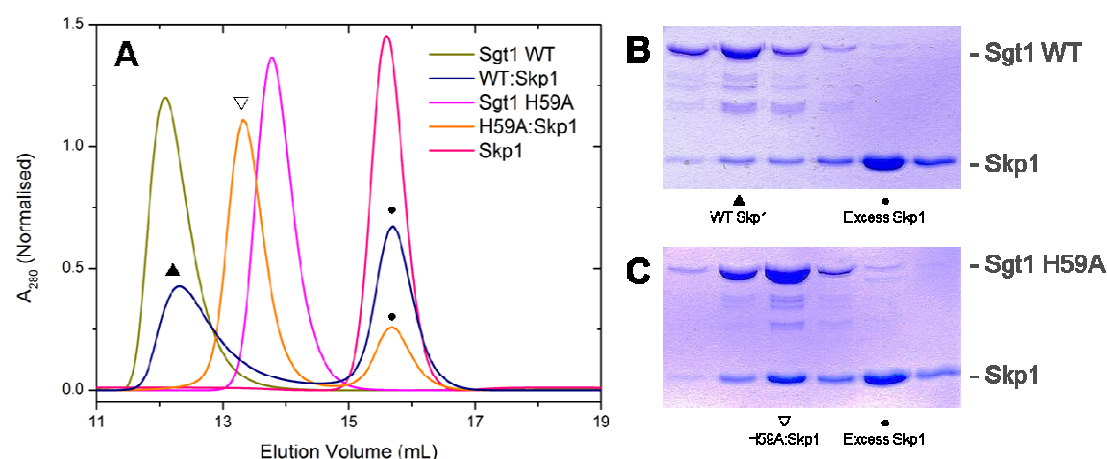 A
1.5
1.0
0.5
0.0
A280 (Normalised)
11
13
15
17
19
Elution Volume (mL)
Sgt1 WT
WT:Skp1
Sgt1 H59A
H59A:Skp1
Skp1
B
- Sgt1 WT
- Skp1
WT Skp1
Excess Skp1
C
- Sgt1 H59A
- Skp1
H59A:Skp1
Excess Skp1